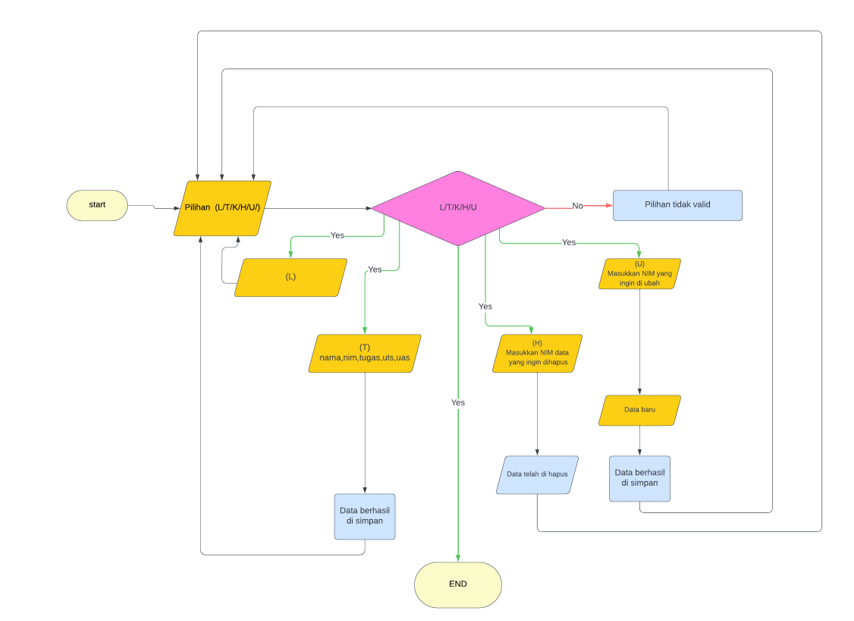 start
Pilihan (L/T/K/H/U/)
L/T/K/H/U
No
Pilihan tidak valid
Yes
(L)
Yes
(T)
nama,nim,tugas,uts,uas
Data berhasil
di simpan
Yes
END
Yes
(H)
Masukkan NIM data
yang ingin dihapus
Data telah di hapus
Yes
(U)
Masukkan NIM yang
ingin di ubah
Data baru
Data berhasil
di simpan